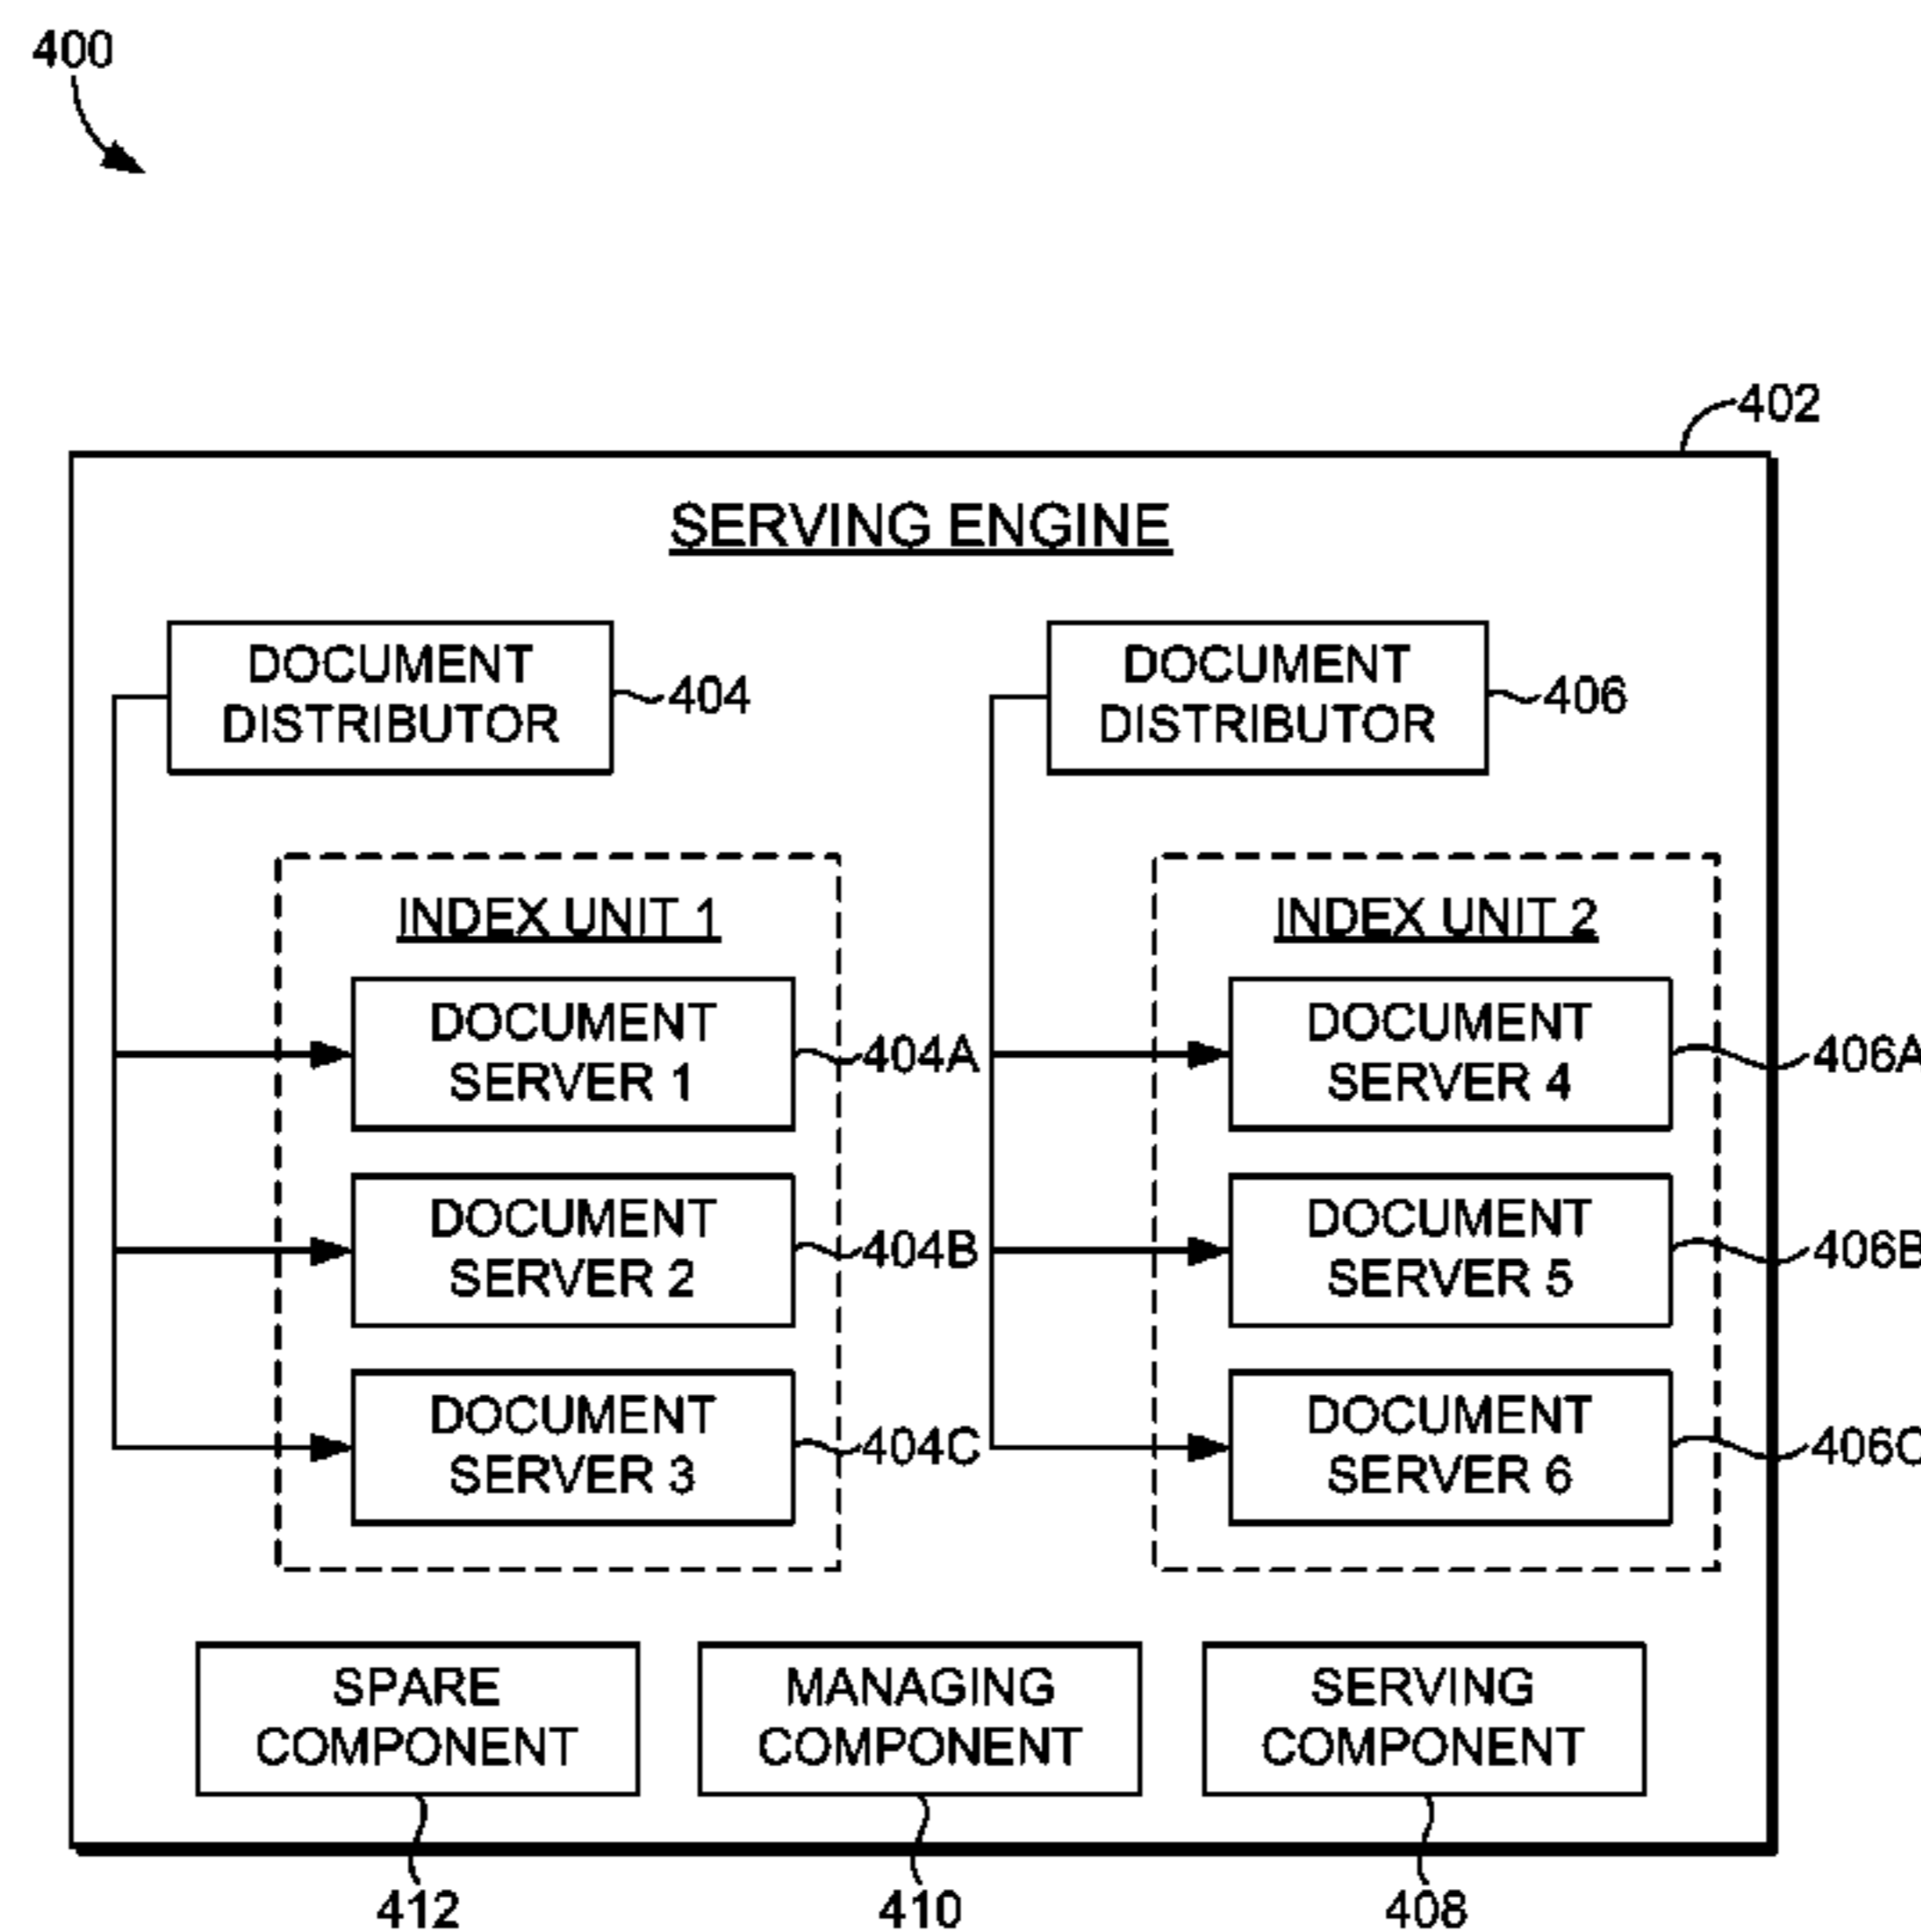 400
402
SERVING ENGINE
DOCUMENT
DISTRIBUTOR
404
DOCUMENT
DISTRIBUTOR
406
INDEX UNIT 1
DOCUMENT
SERVER 1
404A
DOCUMENT
SERVER 2
404B
DOCUMENT
SERVER 3
404C
INDEX UNIT 2
DOCUMENT
SERVER 4
406A
DOCUMENT
SERVER 5
406B
DOCUMENT
SERVER 6
406C
SPARE
COMPONENT
412
MANAGING
COMPONENT
410
SERVING
COMPONENT
408